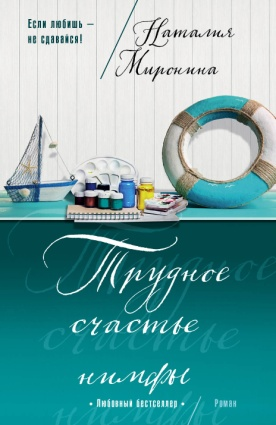 Если любишь –
не сдавайся!
Наталия
Миронина
Трудное
счастье
нимфы
• Любовный бестселлер •
Роман